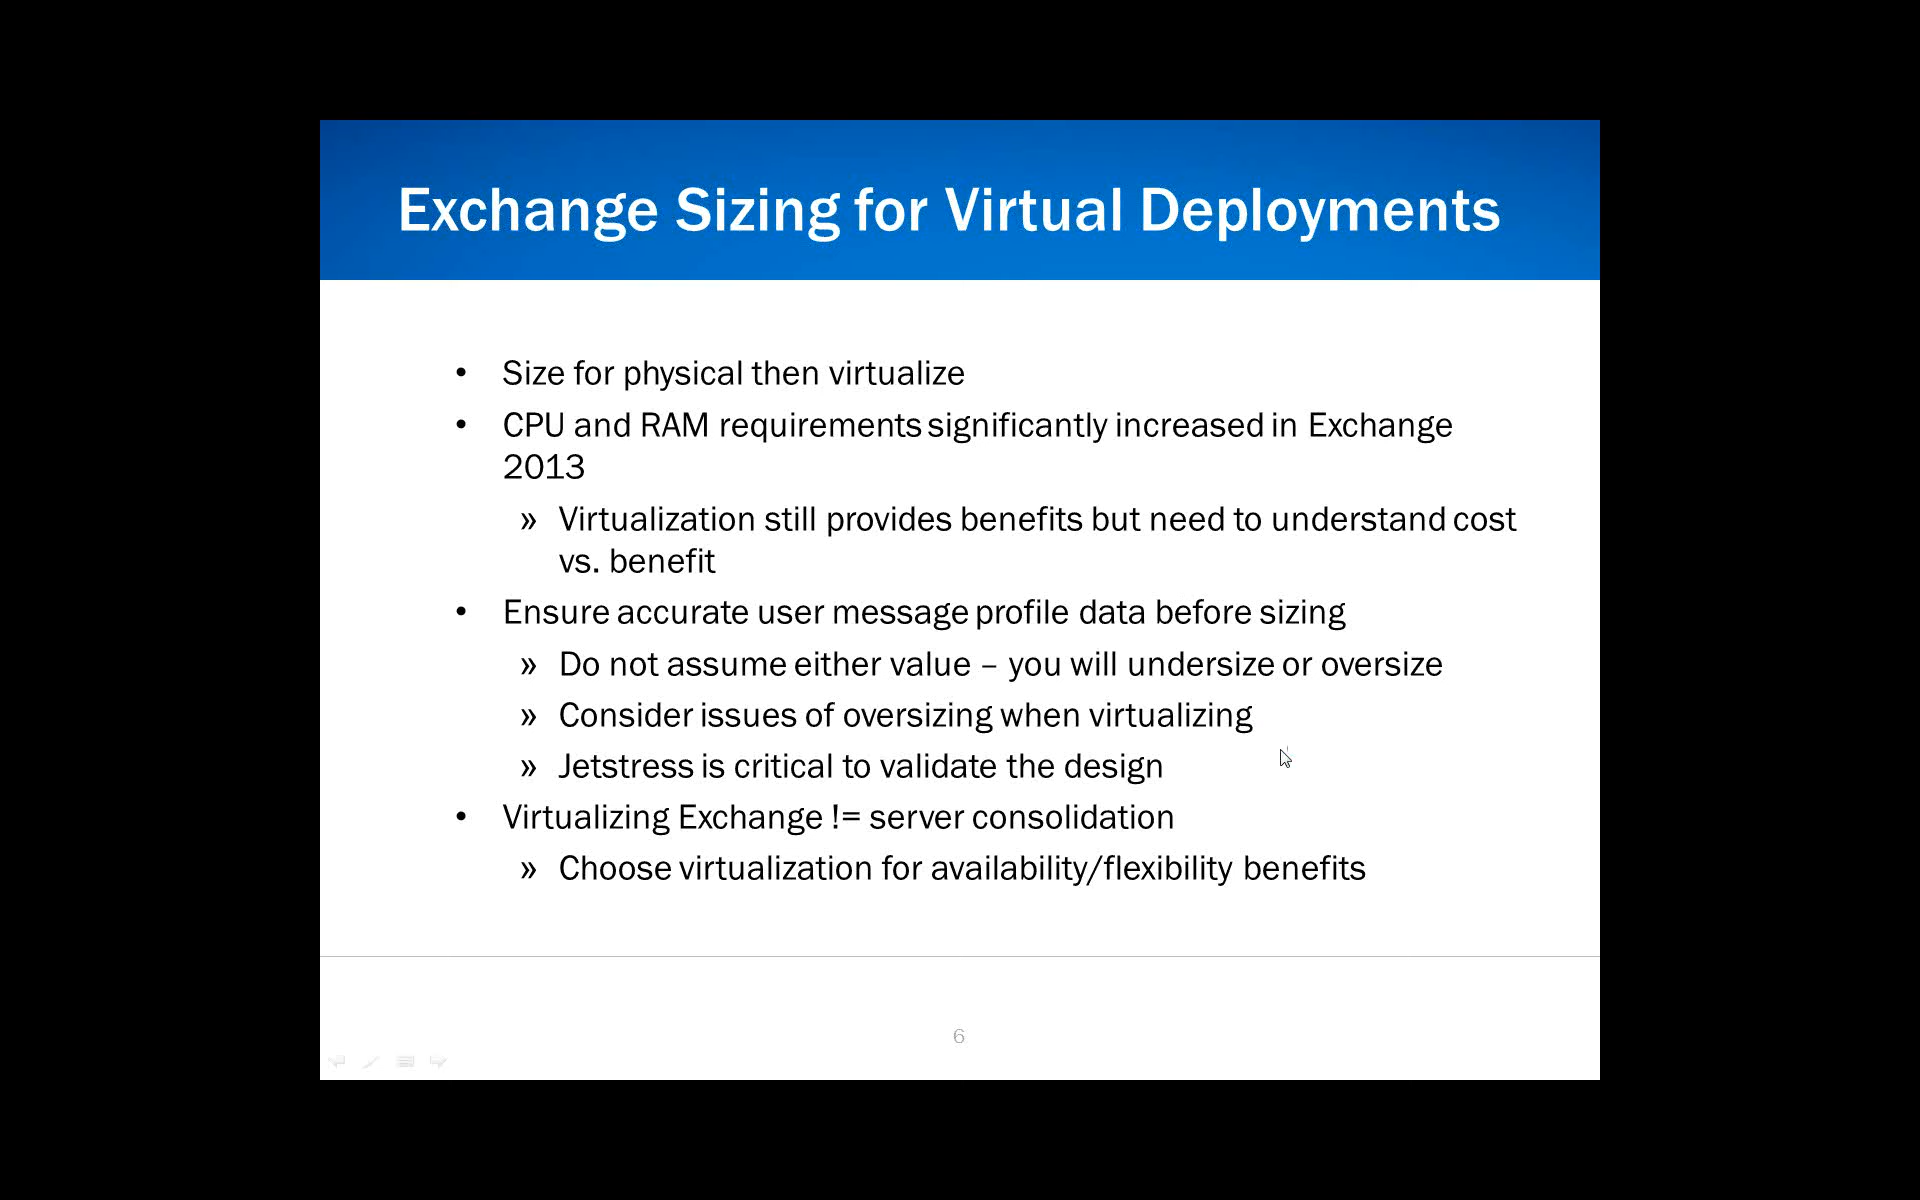 Exchange Sizing for Virtual Deployments
• Size for physical then virtualize
• CPU and RAM requirements significantly increased in Exchange
2013
» Virtualization still provides benefits but need to understand cost
vs. benefit
• Ensure accurate user message profile data before sizing
» Do not assume either value – you will undersize or oversize
» Consider issues of oversizing when virtualizing
» Jetstress is critical to validate the design
• Virtualizing Exchange != server consolidation
» Choose virtualization for availability/flexibility benefits
6